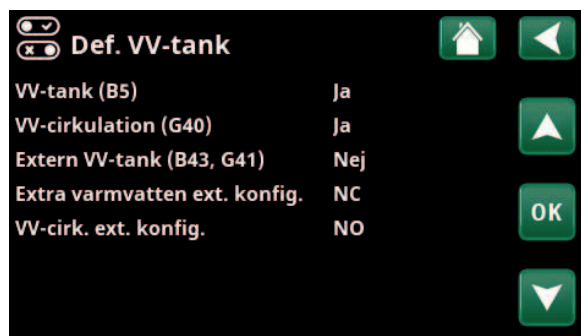 Def. VV-tank
VV-tank (B5) Ja
VV-cirkulation (G40) Ja
Extern VV-tank (B43, G41) Nej
Extra varmvatten ext. konfig. NC
VV-cirk. ext. konfig. NO
OK